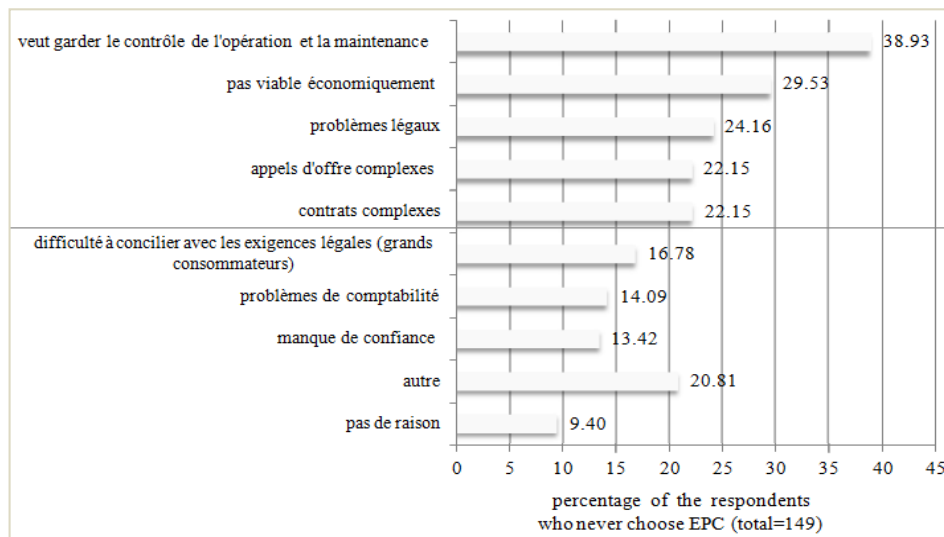 veut garder le contrôle de l'opération et la maintenance 38.93
pas viable économiquement 29.53
problèmes légaux 24.16
appels d'offre complexes 22.15
contrats complexes 22.15
difficulté à concilier avec les exigences légales (grands
consommateurs) 16.78
problèmes de comptabilité 14.09
manque de confiance 13.42
autre 20.81
pas de raison 9.40
0 5 10 15 20 25 30 35 40 45
percentage of the respondents
who never choose EPC (total=149)